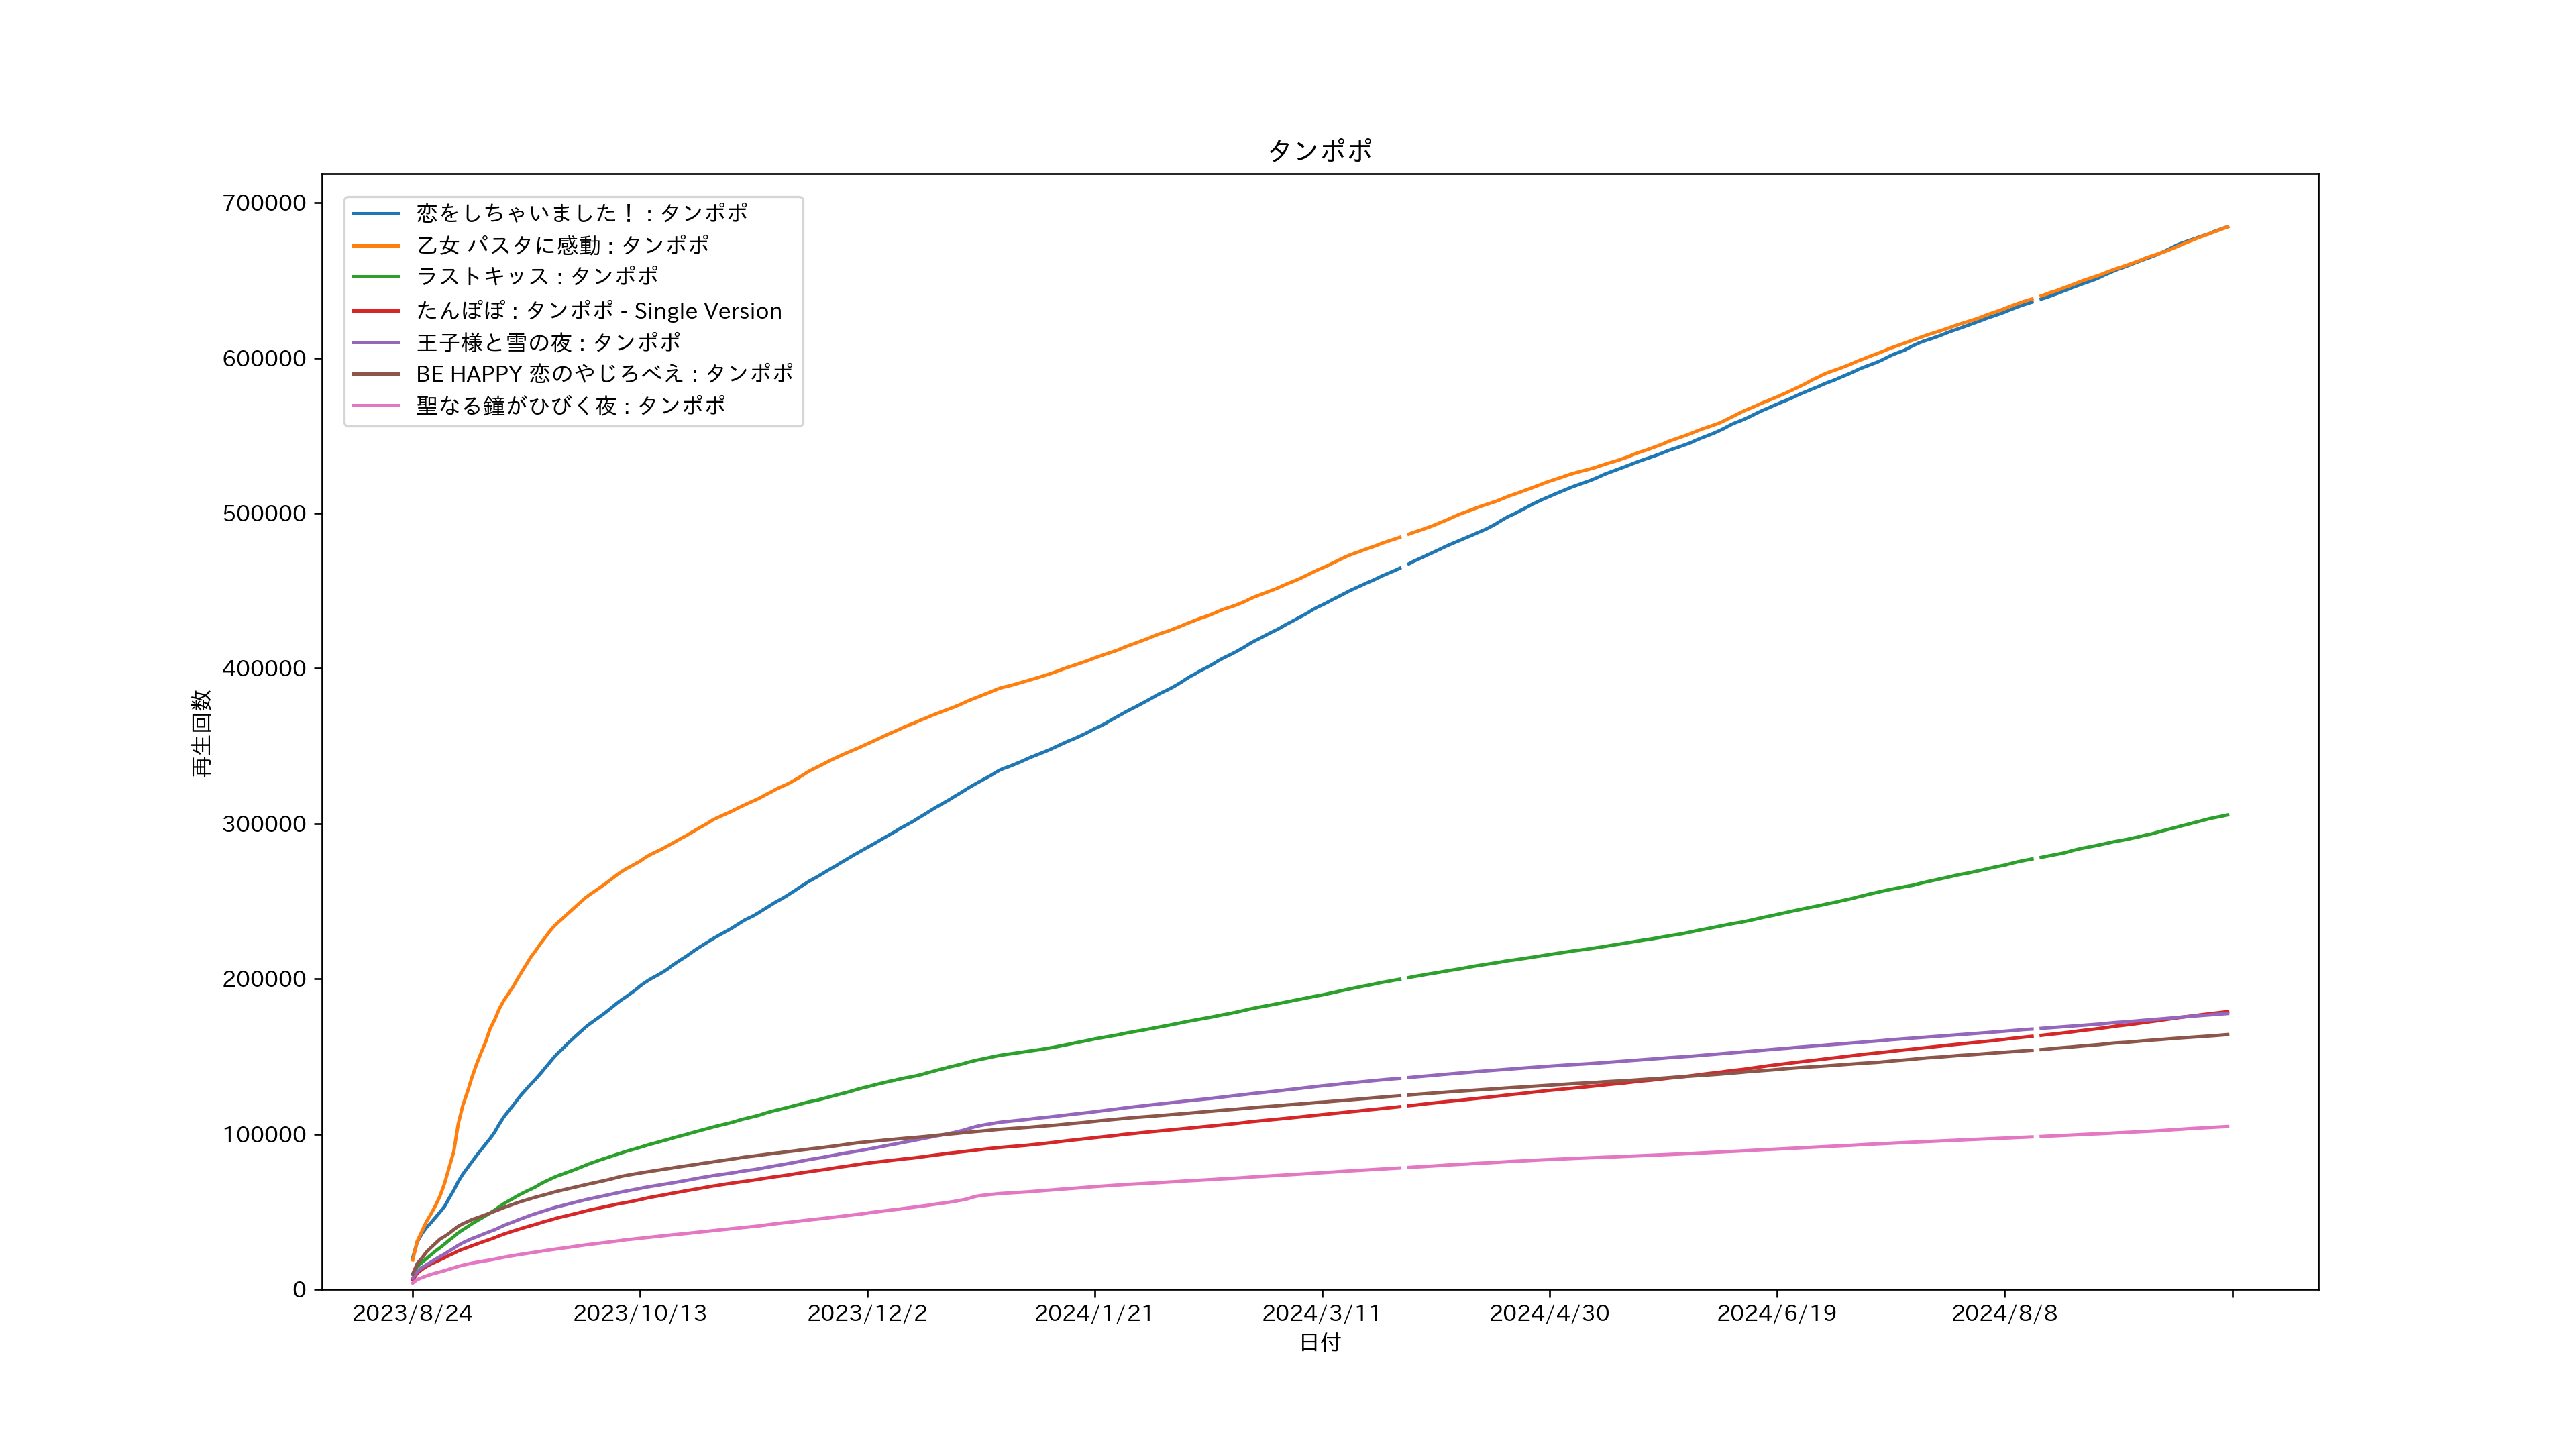 タンポポ
700000
600000
500000
400000
300000
200000
100000
0
再生回数
恋をしちゃいました！ : タンポポ
乙女 パスタに感動 : タンポポ
ラストキッス : タンポポ
たんぽぽ : タンポポ - Single Version
王子様と雪の夜 : タンポポ
BE HAPPY 恋のやじろべえ : タンポポ
聖なる鐘がひびく夜 : タンポポ
2023/8/24 2023/10/13 2023/12/2 2024/1/21 2024/3/11 2024/4/30 2024/6/19 2024/8/8
日付